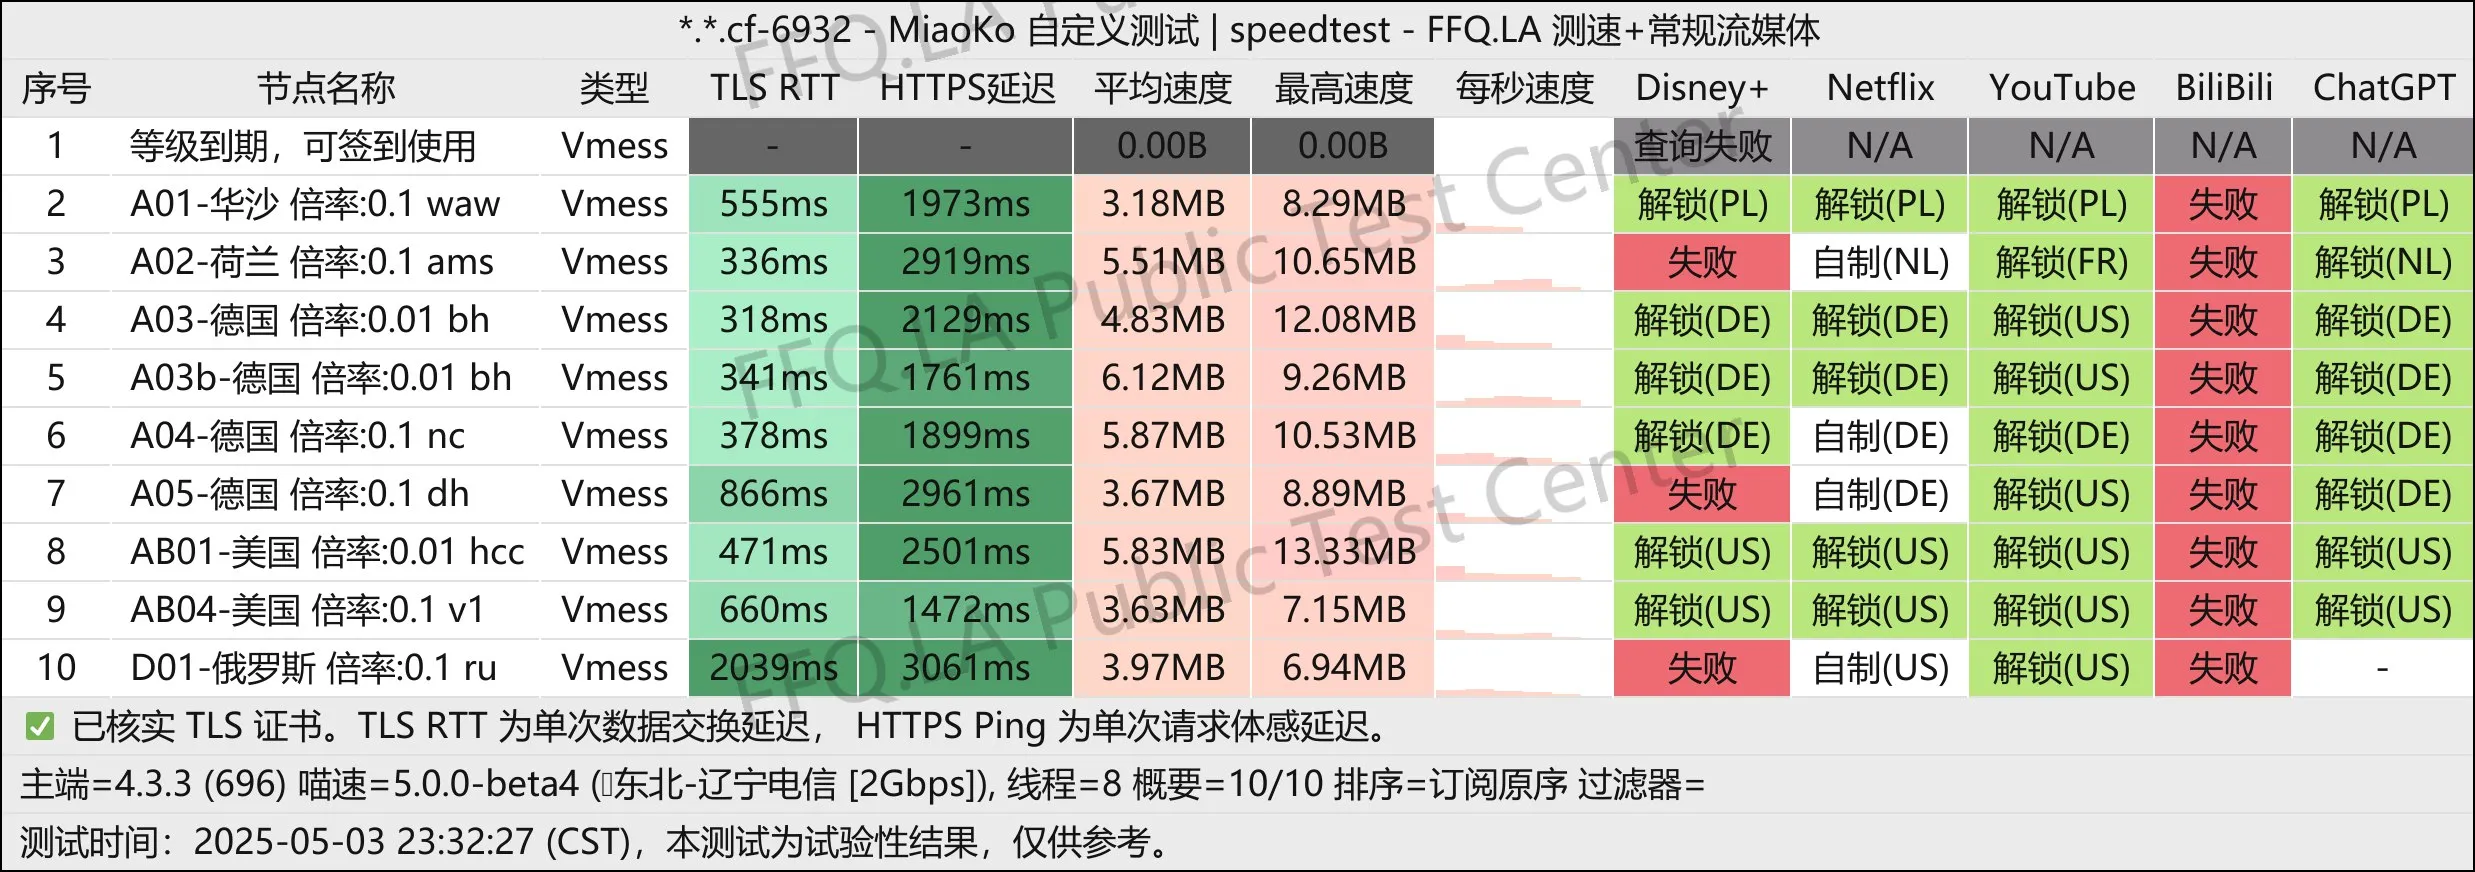 *.*.cf-6932 - MiaoKo 自定义测试 | speedtest - FFQ.LA 测速+常规流媒体
序号 节点名称 类型 TLS RTT HTTPS延迟 平均速度 最高速度 每秒速度 Disney+ Netflix YouTube BiliBili ChatGPT
1 等级到期，可签到使用 Vmess - - 0.00B 0.00B 查询失败 N/A N/A N/A N/A
2 A01-华沙 倍率:0.1 waw Vmess 555ms 1973ms 3.18MB 8.29MB 解锁(PL) 解锁(PL) 解锁(PL) 失败 解锁(PL)
3 A02-荷兰 倍率:0.1 ams Vmess 336ms 2919ms 5.51MB 10.65MB 失败 自制(NL) 解锁(FR) 失败 解锁(NL)
4 A03-德国 倍率:0.01 bh Vmess 318ms 2129ms 4.83MB 12.08MB 解锁(DE) 解锁(DE) 解锁(US) 失败 解锁(DE)
5 A03b-德国 倍率:0.01 bh Vmess 341ms 1761ms 6.12MB 9.26MB 解锁(DE) 解锁(DE) 解锁(US) 失败 解锁(DE)
6 A04-德国 倍率:0.1 nc Vmess 378ms 1899ms 5.87MB 10.53MB 解锁(DE) 自制(DE) 解锁(DE) 失败 解锁(DE)
7 A05-德国 倍率:0.1 dh Vmess 866ms 2961ms 3.67MB 8.89MB 失败 自制(DE) 解锁(US) 失败 解锁(DE)
8 AB01-美国 倍率:0.01 hcc Vmess 471ms 2501ms 5.83MB 13.33MB 解锁(US) 解锁(US) 解锁(US) 失败 解锁(US)
9 AB04-美国 倍率:0.1 v1 Vmess 660ms 1472ms 3.63MB 7.15MB 解锁(US) 解锁(US) 解锁(US) 失败 解锁(US)
10 D01-俄罗斯 倍率:0.1 ru Vmess 2039ms 3061ms 3.97MB 6.94MB 失败 自制(US) 解锁(US) 失败 -
✅ 已核实 TLS 证书。TLS RTT 为单次数据交换延迟， HTTPS Ping 为单次请求体感延迟。
主端=4.3.3 (696) 喵速=5.0.0-beta4 (东北-辽宁电信 [2Gbps]), 线程=8 概要=10/10 排序=订阅原序 过滤器=
测试时间：2025-05-03 23:32:27 (CST)，本测试为试验性结果，仅供参考。
FFQ.LA Public Test Center
FFQ.LA Public Test Center